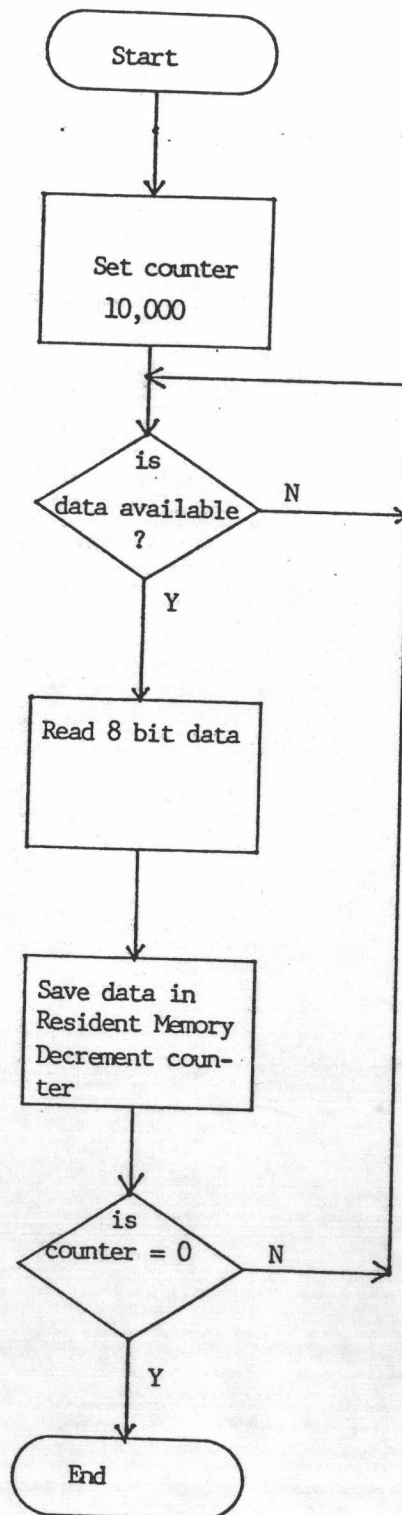 Start
Set counter
10,000
is
data available
?
N
Y
Read 8 bit data
Save data in
Resident Memory
Decrement coun-
ter
is
counter = 0
N
Y
End